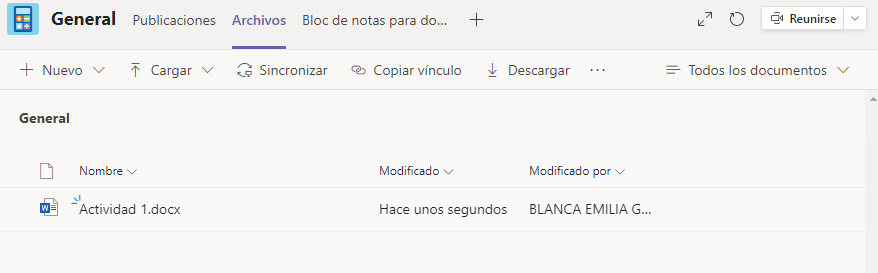 General Publicaciones Archivos Bloc de notas para do... Reunirse
Nuevo Cargar Sincronizar Copiar vínculo Descargar ... Todos los documentos
General
Nombre Modificado Modificado por
Actividad 1.docx Hace unos segundos BLANCA EMILIA G...